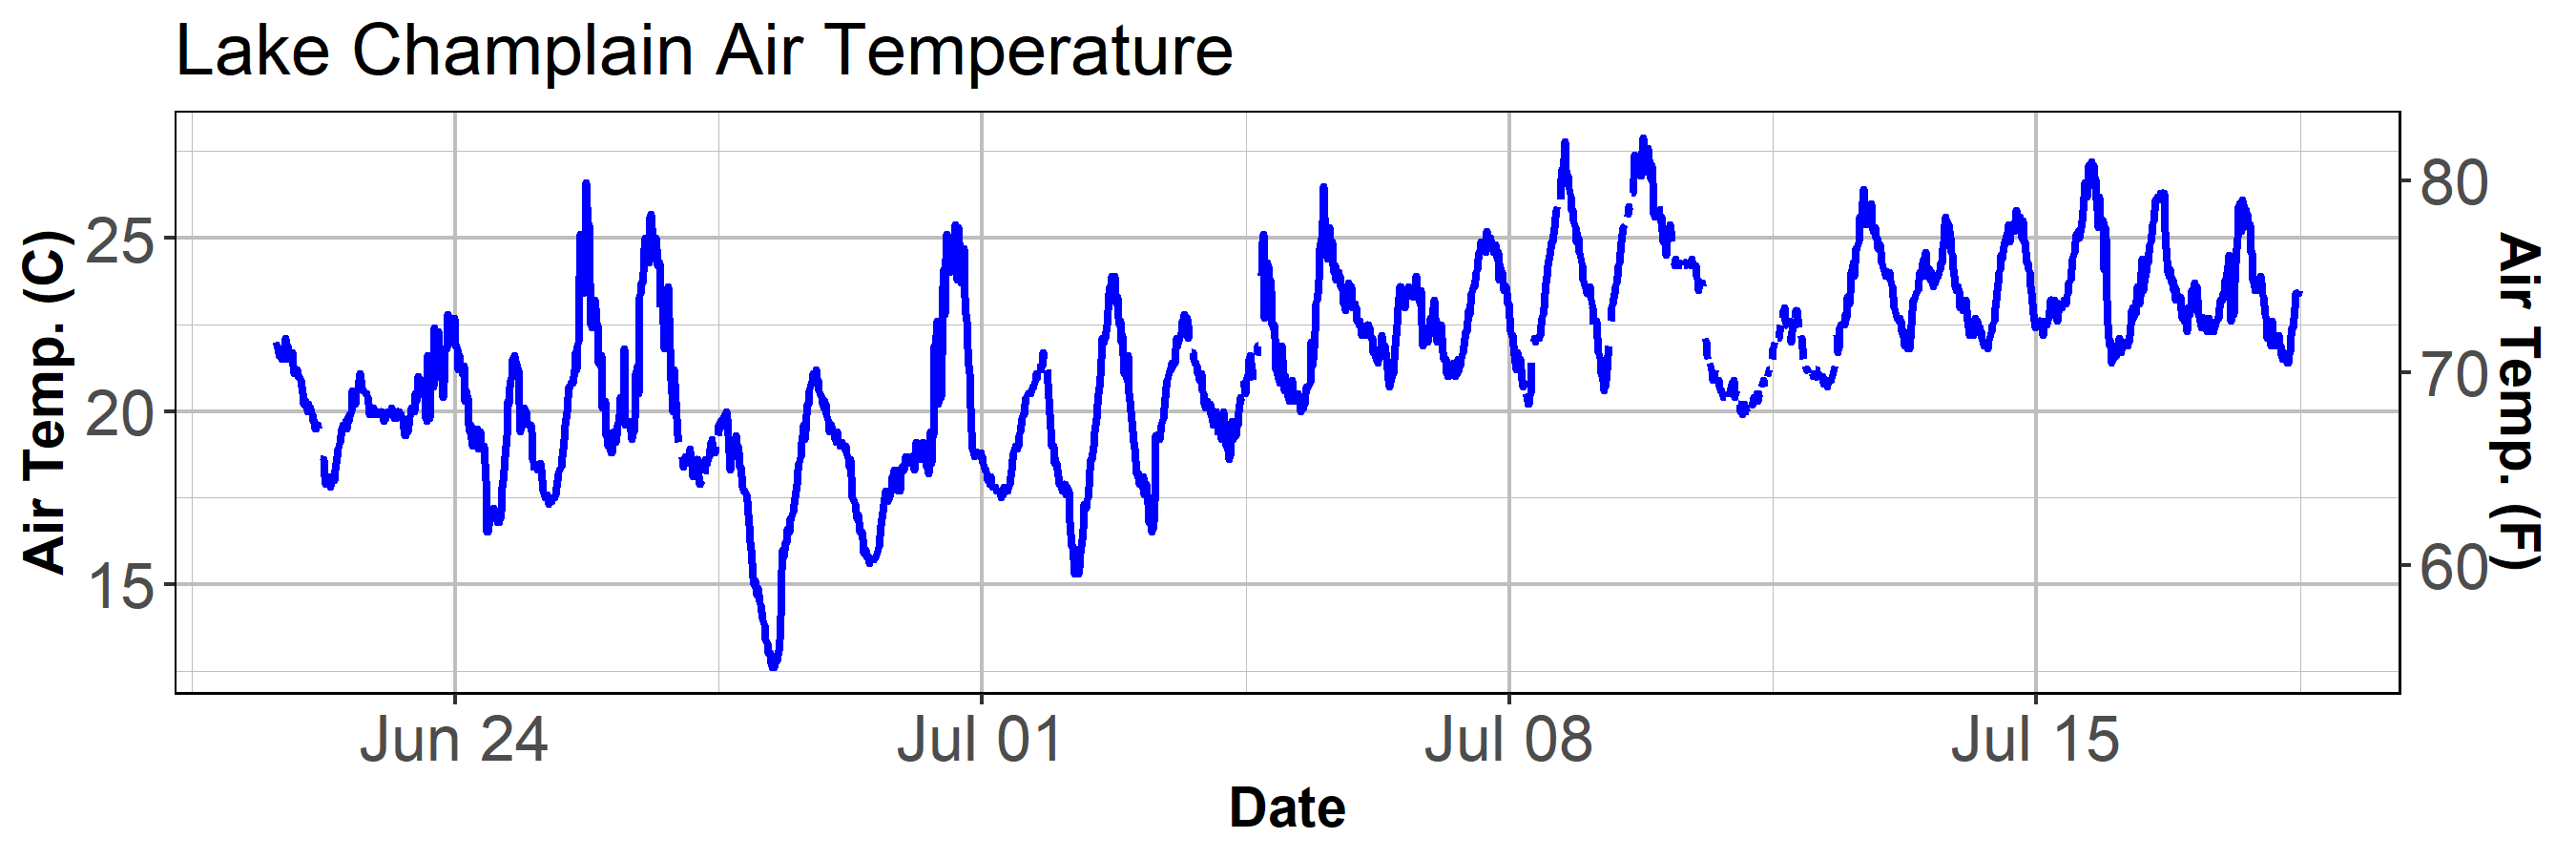 Lake Champlain Air Temperature
Air Temp. (C)
25
20
15
80
70
60
Air Temp. (F)
Jun 24
Jul 01
Jul 08
Jul 15
Date